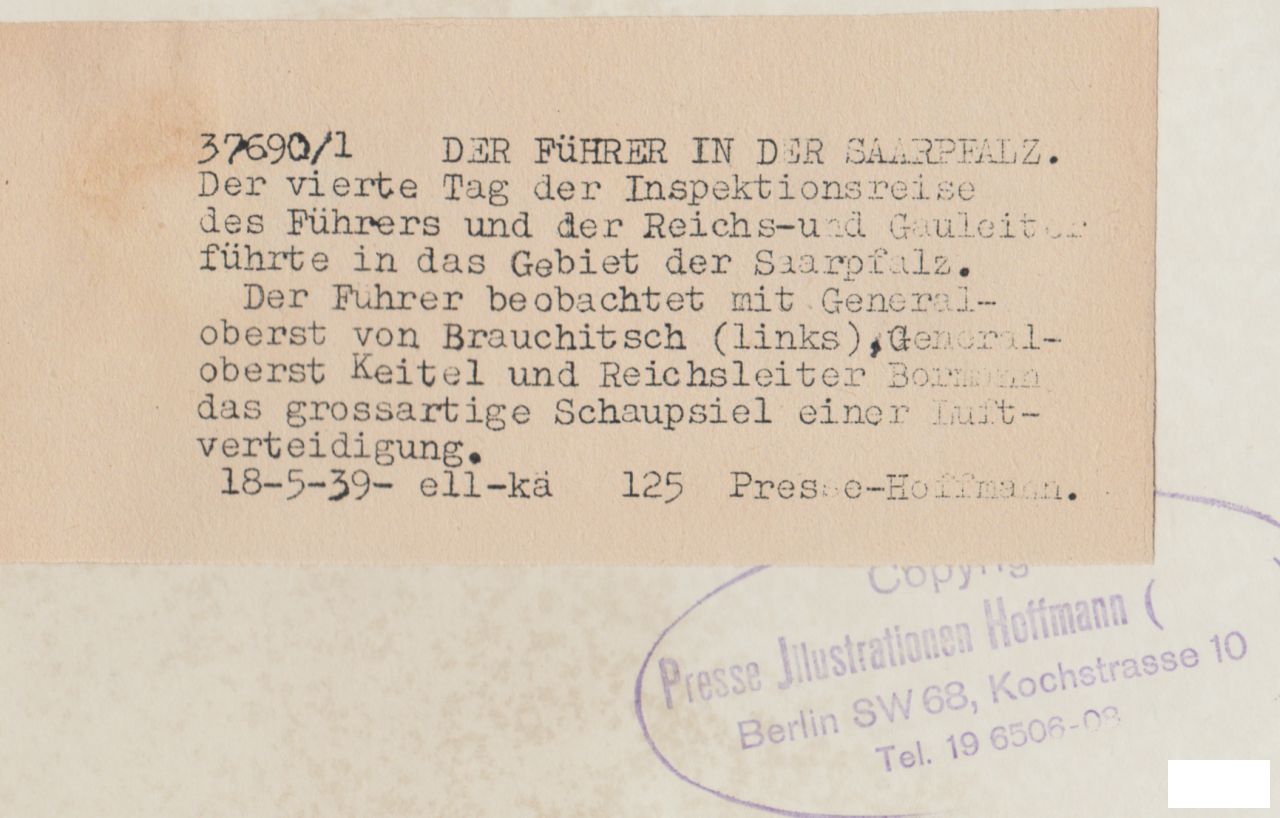 37690/1 DER FüHRER IN DER SAARPFALZ.
Der vierte Tag der Inspektionsreise
des Führers und der Reichs-und Gauleiter
führte in das Gebiet der Saarpfalz.
Der Fuhrer beobachtet mit General-
oberst von Brauchitsch (links),General-
oberst Keitel und Reichsleiter Bormann
das grossartige Schaupsiel einer Luft-
verteidigung.
18-5-39- ell-kä 125 Presse-Hoffmann.
Presse Jllustrationen Hoffmann (
Berlin SW 68, Kochstrasse 10
Tel. 19 6506-08